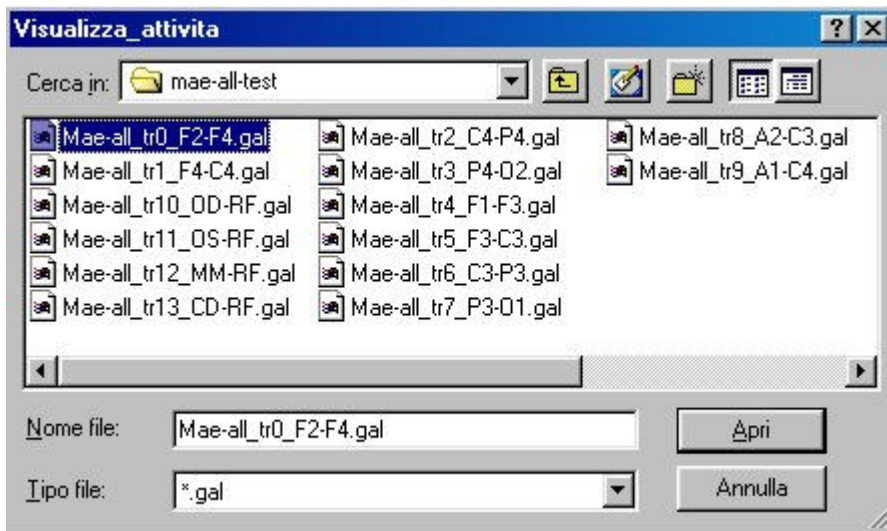 Visualizza_attivita
Cerca in: mae-all-test
Mae-all_tr0_F2-F4.gal
Mae-all_tr1_F4-C4.gal
Mae-all_tr10_OD-RF.gal
Mae-all_tr11_OS-RF.gal
Mae-all_tr12_MM-RF.gal
Mae-all_tr13_CD-RF.gal
Mae-all_tr2_C4-P4.gal
Mae-all_tr3_P4-O2.gal
Mae-all_tr4_F1-F3.gal
Mae-all_tr5_F3-C3.gal
Mae-all_tr6_C3-P3.gal
Mae-all_tr7_P3-O1.gal
Mae-all_tr8_A2-C3.gal
Mae-all_tr9_A1-C4.gal
Nome file: Mae-all_tr0_F2-F4.gal Apri
Tipo file: *.gal Annulla